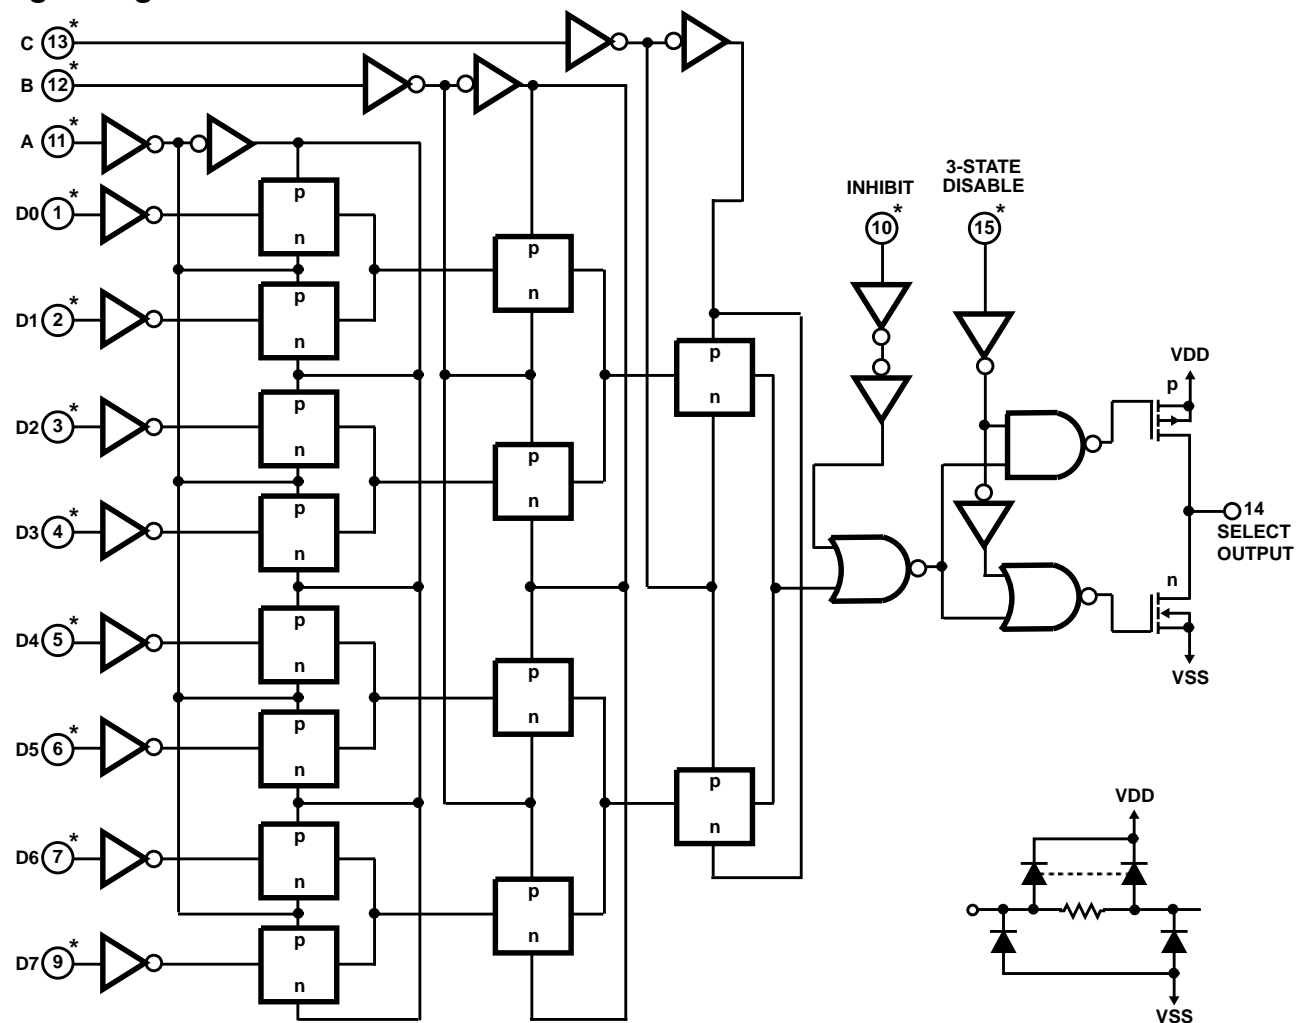 C 13 *
B 12 *
A 11 *
D0 1 *
D1 2 *
D2 3 *
D3 4 *
D4 5 *
D5 6 *
D6 7 *
D7 9 *
p
n
p
n
p
n
p
n
p
n
p
n
p
n
p
n
p
n
p
n
p
n
p
n
p
n
p
n
INHIBIT
10 *
3-STATE
DISABLE
15 *
VDD
p
14
SELECT
OUTPUT
n
VSS
VDD
VSS